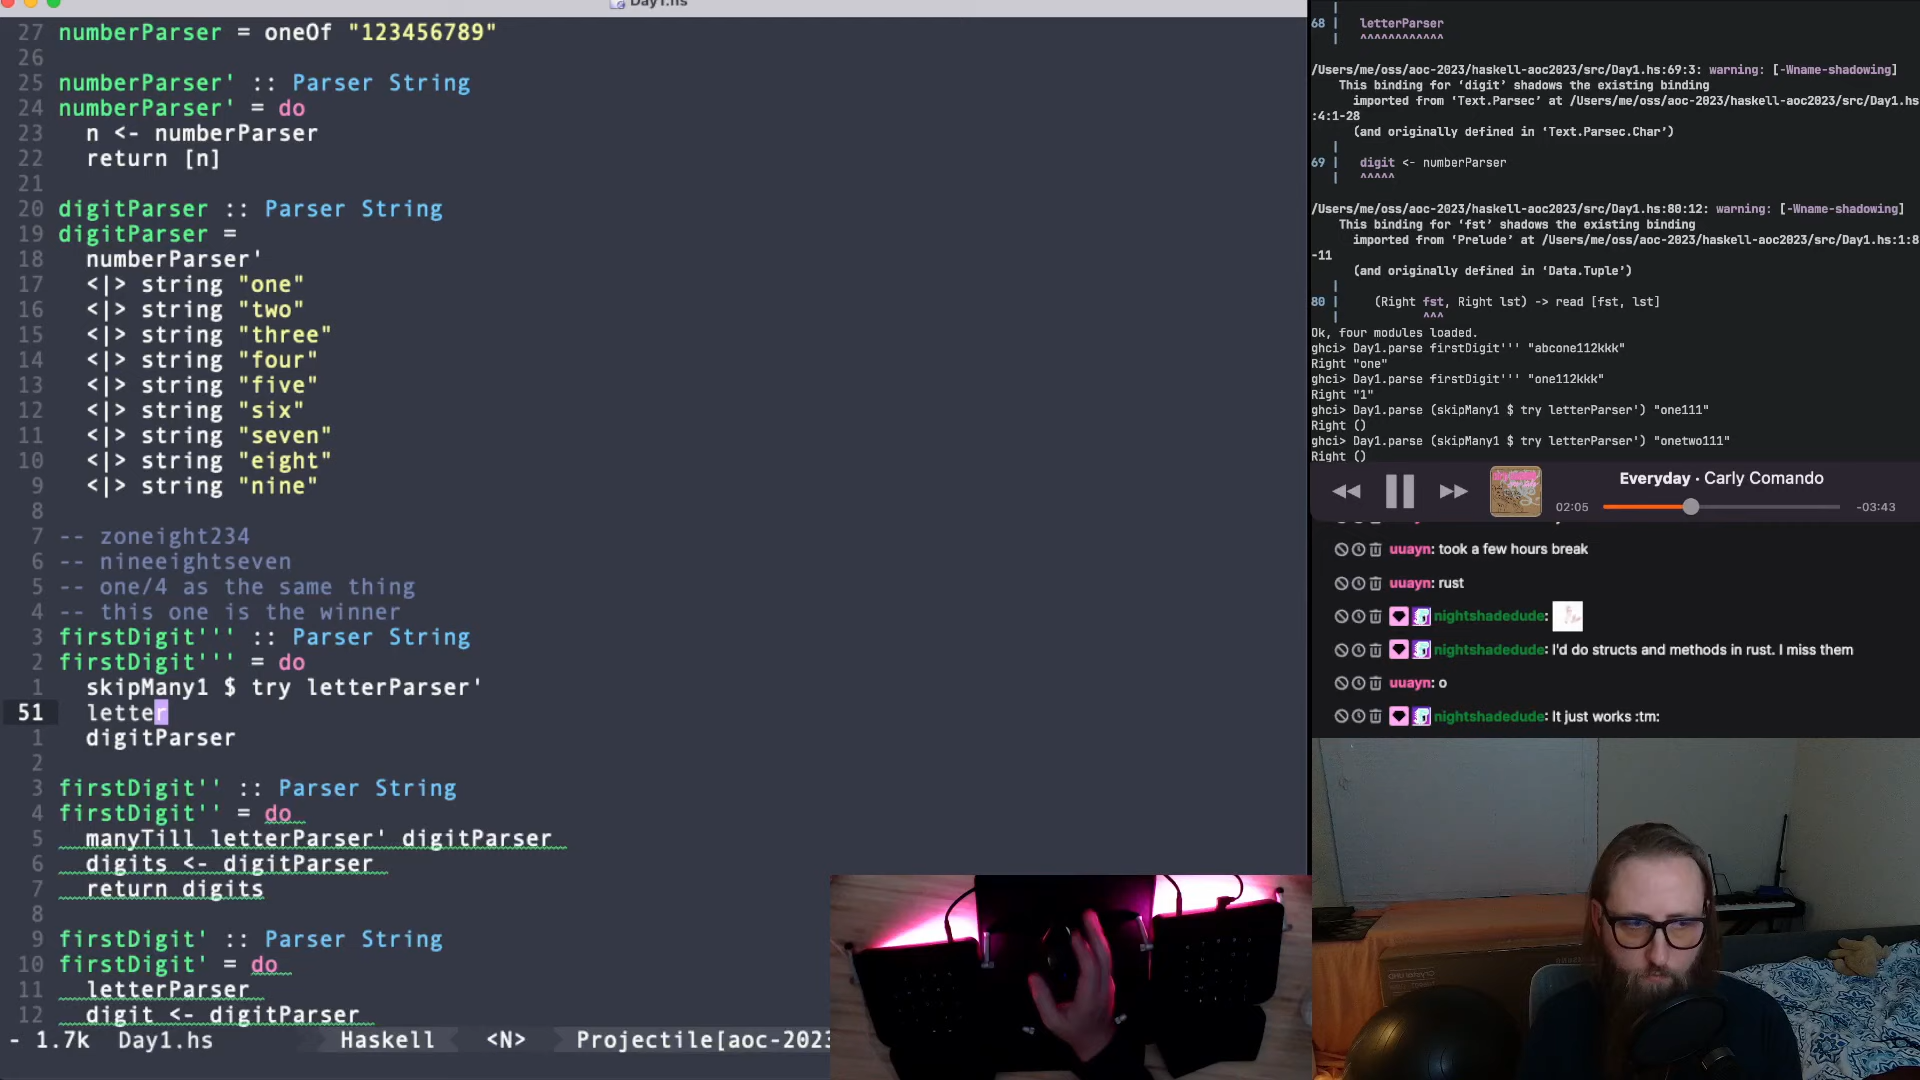 Day1.hs
27 numberParser = oneOf "123456789"
26
25 numberParser' :: Parser String
24 numberParser' = do
23 n <- numberParser
22 return [n]
21
20 digitParser :: Parser String
19 digitParser =
18 numberParser'
17 <|> string "one"
16 <|> string "two"
15 <|> string "three"
14 <|> string "four"
13 <|> string "five"
12 <|> string "six"
11 <|> string "seven"
10 <|> string "eight"
9 <|> string "nine"
8
7 -- zoneight234
6 -- nineeightseven
5 -- one/4 as the same thing
4 -- this one is the winner
3 firstDigit''' :: Parser String
2 firstDigit''' = do
1 skipMany1 $ try letterParser'
51 letter
1 digitParser
2
3 firstDigit'' :: Parser String
4 firstDigit'' = do
5 manyTill letterParser' digitParser
6 digits <- digitParser
7 return digits
8
9 firstDigit' :: Parser String
10 firstDigit' = do
11 letterParser
12 digit <- digitParser
- 1.7k Day1.hs Haskell <N> Projectile[aoc-2023
|
68 | letterParser
| ^^^^^^^^^^^^
/Users/me/oss/aoc-2023/haskell-aoc2023/src/Day1.hs:69:3: warning: [-Wname-shadowing]
This binding for ‘digit’ shadows the existing binding
imported from ‘Text.Parsec’ at /Users/me/oss/aoc-2023/haskell-aoc2023/src/Day1.hs
:4:1-28
(and originally defined in ‘Text.Parsec.Char’)
|
69 | digit <- numberParser
| ^^^^^
/Users/me/oss/aoc-2023/haskell-aoc2023/src/Day1.hs:80:12: warning: [-Wname-shadowing]
This binding for ‘fst’ shadows the existing binding
imported from ‘Prelude’ at /Users/me/oss/aoc-2023/haskell-aoc2023/src/Day1.hs:1:8
-11
(and originally defined in ‘Data.Tuple’)
|
80 | (Right fst, Right lst) -> read [fst, lst]
| ^^^
Ok, four modules loaded.
ghci> Day1.parse firstDigit''' "abcone112kkk"
Right "one"
ghci> Day1.parse firstDigit''' "one112kkk"
Right "1"
ghci> Day1.parse (skipMany1 $ try letterParser') "one111"
Right ()
ghci> Day1.parse (skipMany1 $ try letterParser') "onetwo111"
Right ()
Everyday · Carly Comando
02:05 -03:43
uuayn: took a few hours break
uuayn: rust
nightshadedude:
nightshadedude: I'd do structs and methods in rust. I miss them
uuayn: o
nightshadedude: It just works :tm: